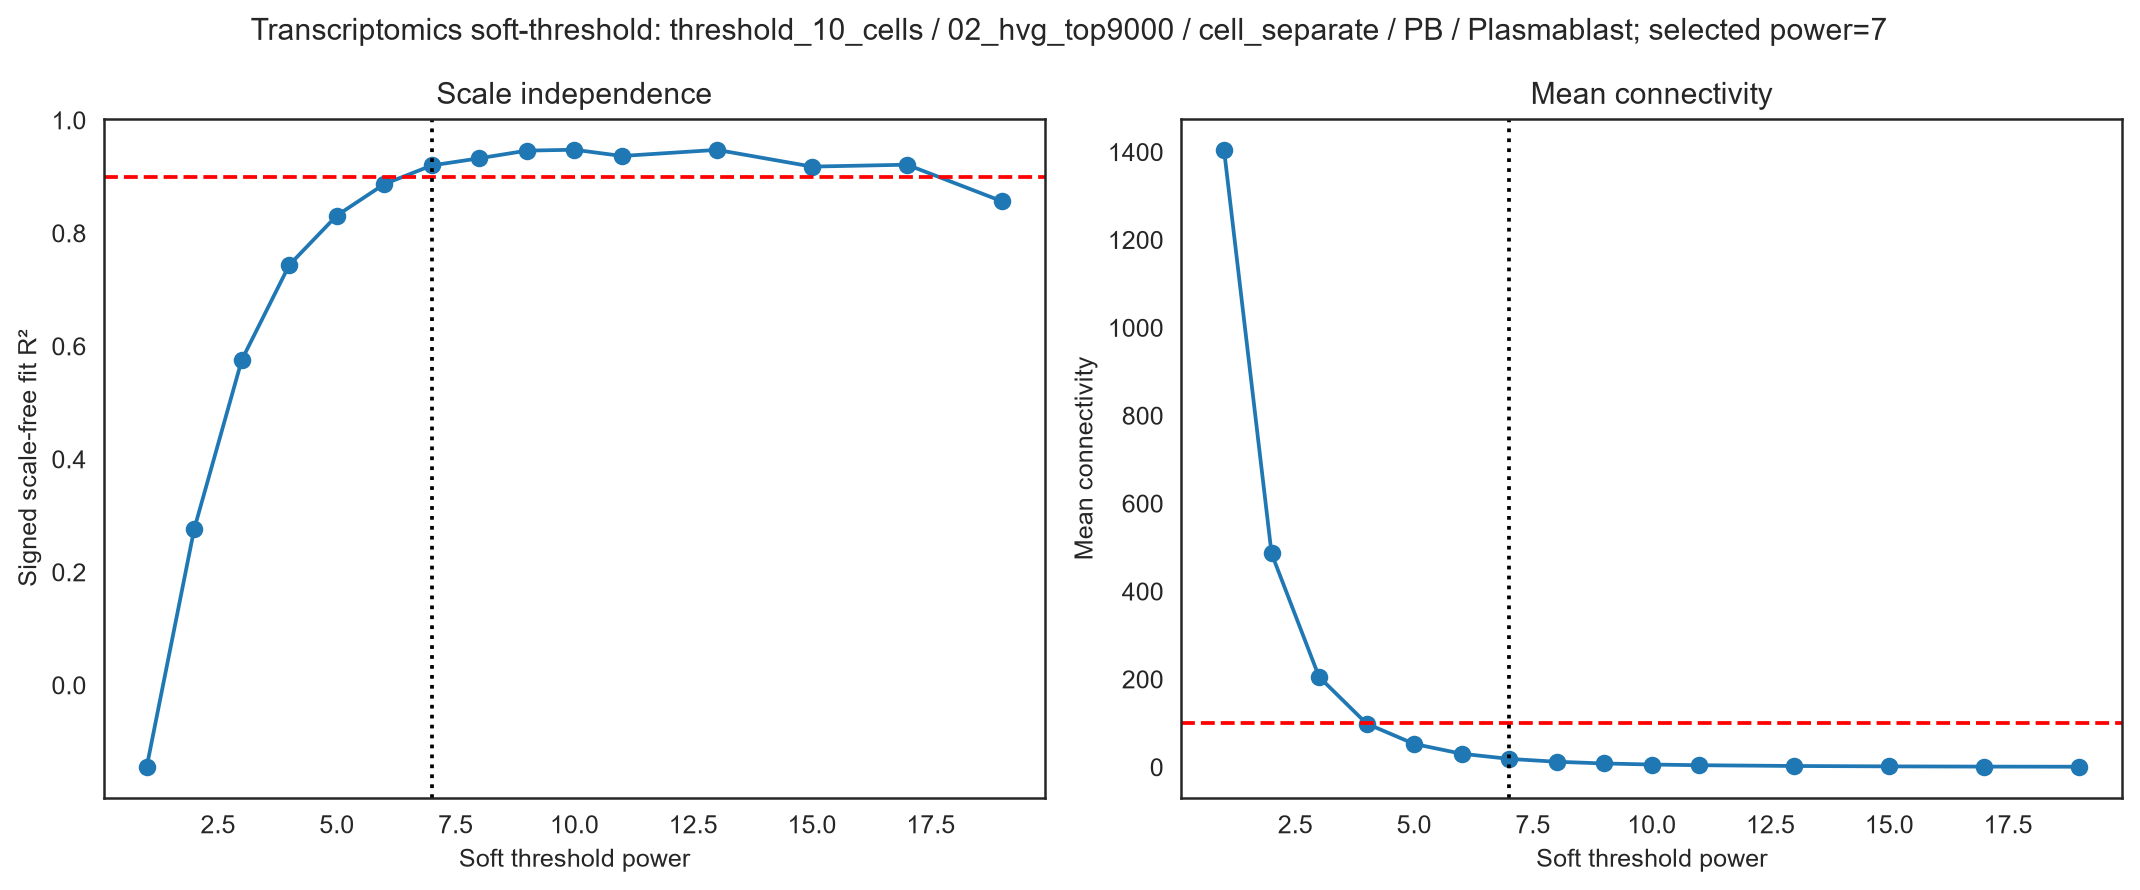 Transcriptomics soft-threshold: threshold_10_cells / 02_hvg_top9000 / cell_separate / PB / Plasmablast; selected power=7
Scale independence
Signed scale-free fit R²
1.0
0.8
0.6
0.4
0.2
0.0
2.5 5.0 7.5 10.0 12.5 15.0 17.5
Soft threshold power
Mean connectivity
Mean connectivity
1400
1200
1000
800
600
400
200
0
2.5 5.0 7.5 10.0 12.5 15.0 17.5
Soft threshold power